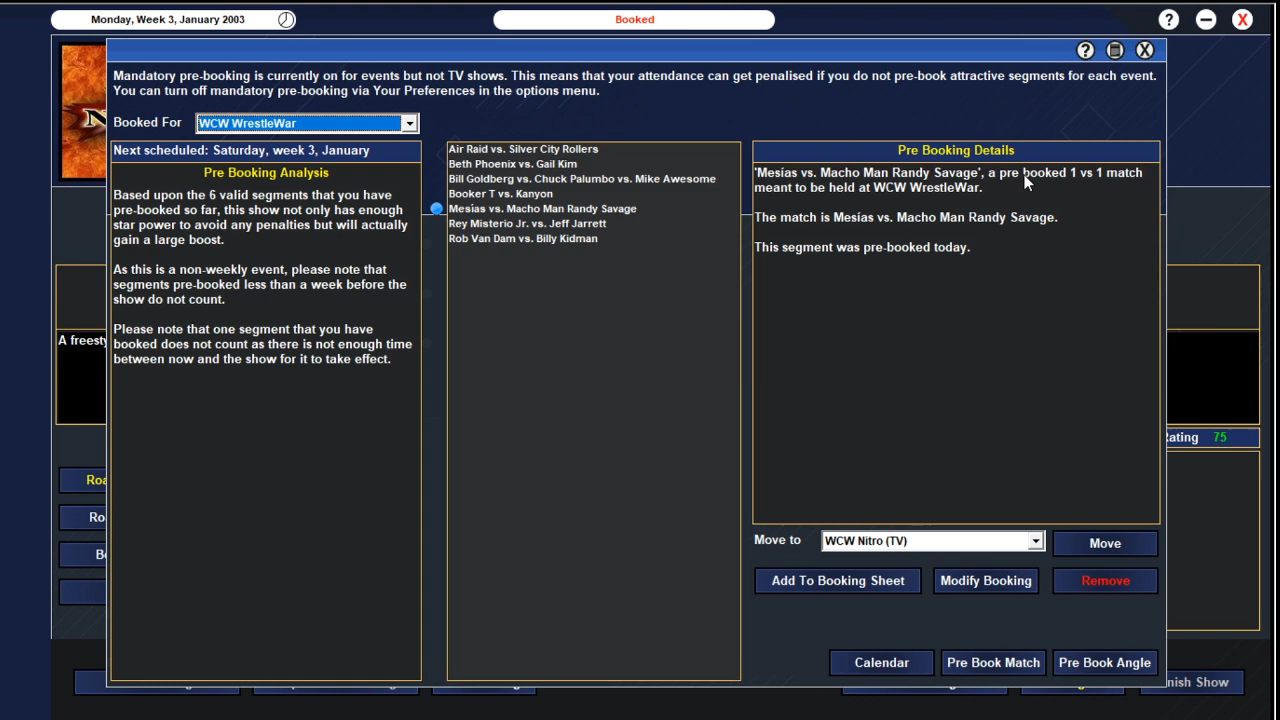 Monday, Week 3, January 2003
Booked
?
X
? X
Mandatory pre-booking is currently on for events but not TV shows. This means that your attendance can get penalised if you do not pre-book attractive segments for each event.
You can turn off mandatory pre-booking via Your Preferences in the options menu.
Booked For WCW WrestleWar
Next scheduled: Saturday, week 3, January
Pre Booking Analysis
Based upon the 6 valid segments that you have
pre-booked so far, this show not only has enough
star power to avoid any penalties but will actually
gain a large boost.
As this is a non-weekly event, please note that
segments pre-booked less than a week before the
show do not count.
Please note that one segment that you have
booked does not count as there is not enough time
between now and the show for it to take effect.
Air Raid vs. Silver City Rollers
Beth Phoenix vs. Gail Kim
Bill Goldberg vs. Chuck Palumbo vs. Mike Awesome
Booker T vs. Kanyon
Mesías vs. Macho Man Randy Savage
Rey Misterio Jr. vs. Jeff Jarrett
Rob Van Dam vs. Billy Kidman
Pre Booking Details
'Mesías vs. Macho Man Randy Savage', a pre booked 1 vs 1 match
meant to be held at WCW WrestleWar.
The match is Mesías vs. Macho Man Randy Savage.
This segment was pre-booked today.
Move to WCW Nitro (TV) Move
Add To Booking Sheet Modify Booking Remove
Calendar Pre Book Match Pre Book Angle
N
A freesty
Roa
Ro
B
Rating 75
nish Show